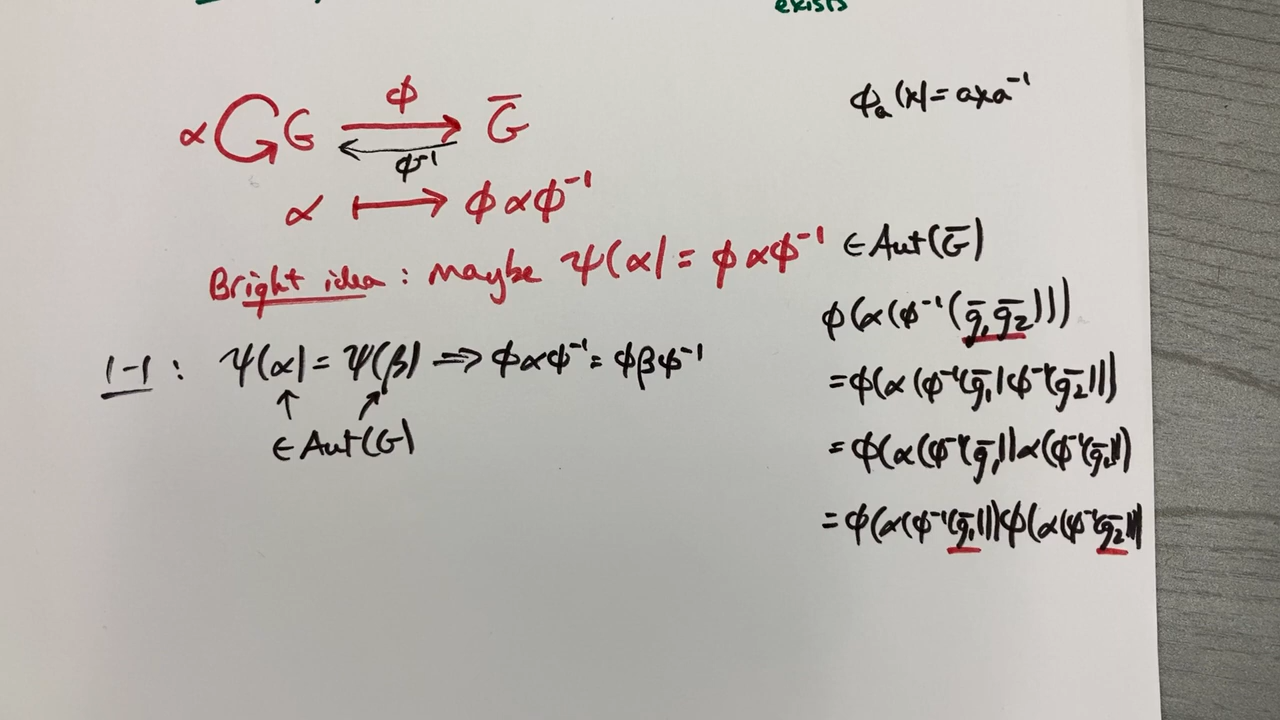 exists
α G ϕ Ḡ
ϕ⁻¹
α ↦ ϕαϕ⁻¹
Bright idea: maybe Ψ(α) = ϕαϕ⁻¹ ∈ Aut(Ḡ)
1-1 : Ψ(α) = Ψ(β) ⇒ ϕαϕ⁻¹ = ϕβϕ⁻¹
↑ ↗
∈ Aut(G)
ϕₐ(x) = axa⁻¹
ϕ(α(ϕ⁻¹(ḡ₁ḡ₂)))
= ϕ(α(ϕ⁻¹(ḡ₁)ϕ⁻¹(ḡ₂)))
= ϕ(α(ϕ⁻¹(ḡ₁))α(ϕ⁻¹(ḡ₂)))
= ϕ(α(ϕ⁻¹(ḡ₁)))ϕ(α(ϕ⁻¹(ḡ₂)))